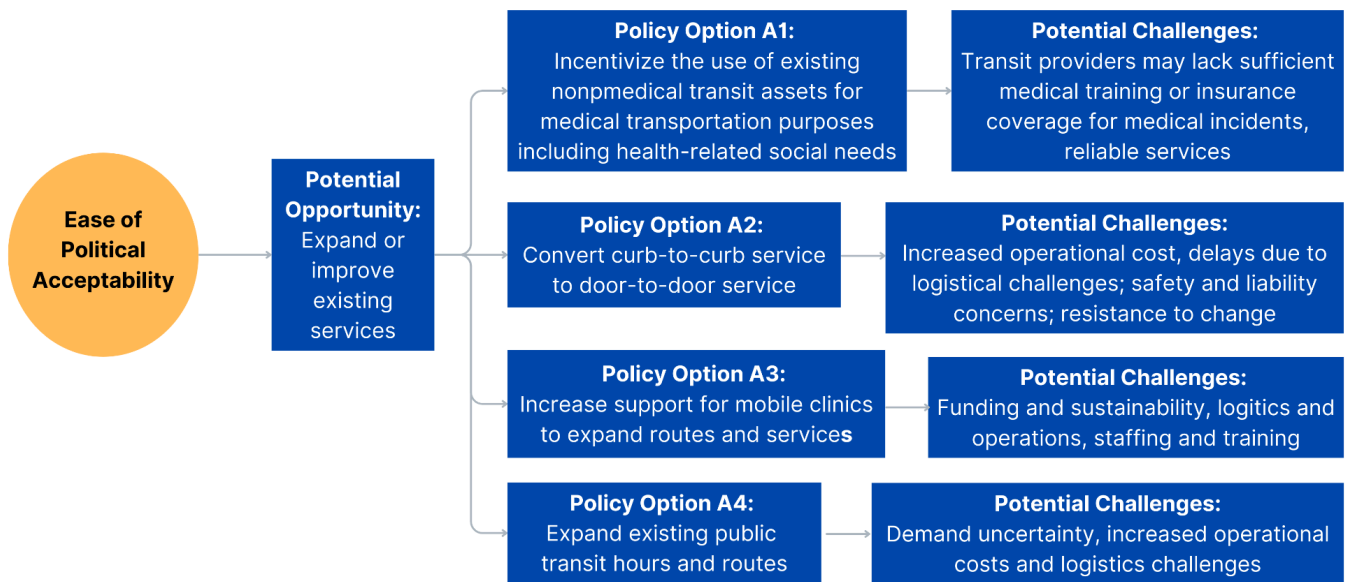 Ease of
Political
Acceptability
Potential
Opportunity:
Expand or
improve
existing
services
Policy Option A1:
Incentivize the use of existing
nonpmedical transit assets for
medical transportation purposes
including health-related social needs
Potential Challenges:
Transit providers may lack sufficient
medical training or insurance
coverage for medical incidents,
reliable services
Policy Option A2:
Convert curb-to-curb service
to door-to-door service
Potential Challenges:
Increased operational cost, delays due to
logistical challenges; safety and liability
concerns; resistance to change
Policy Option A3:
Increase support for mobile clinics
to expand routes and services
Potential Challenges:
Funding and sustainability, logitics and
operations, staffing and training
Policy Option A4:
Expand existing public
transit hours and routes
Potential Challenges:
Demand uncertainty, increased operational
costs and logistics challenges